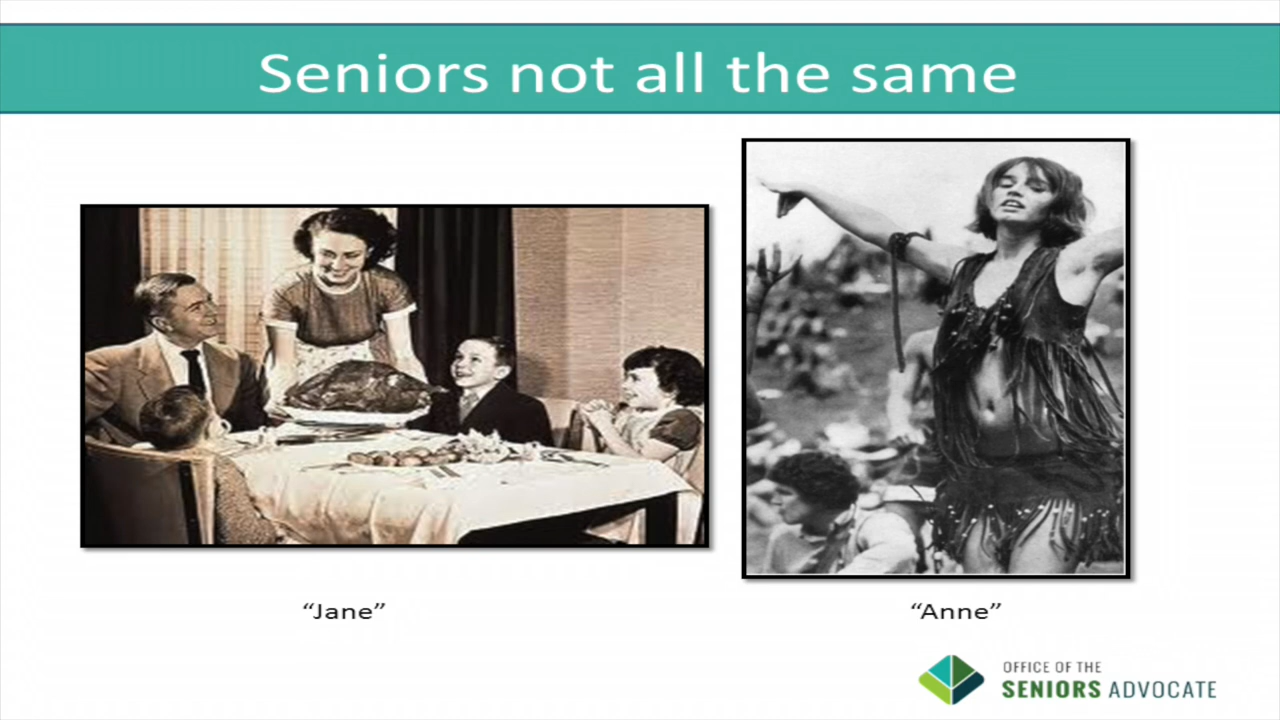 Seniors not all the same
“Jane”
“Anne”
OFFICE OF THE
SENIORS ADVOCATE